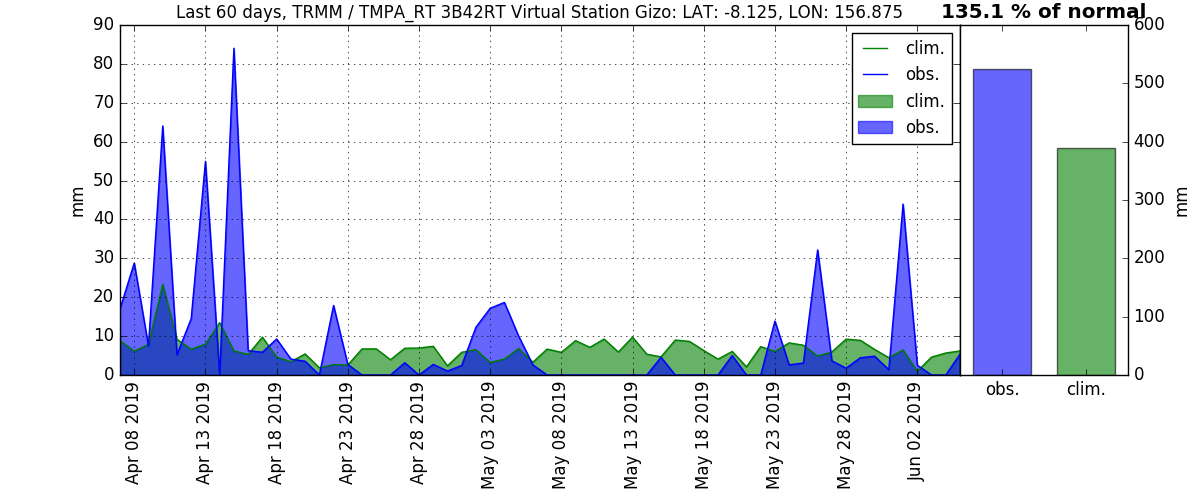 Last 60 days, TRMM / TMPA_RT 3B42RT Virtual Station Gizo: LAT: -8.125, LON: 156.875
135.1 % of normal
90
80
70
60
50
40
30
20
10
0
mm
clim.
obs.
clim.
obs.
Apr 08 2019
Apr 13 2019
Apr 18 2019
Apr 23 2019
Apr 28 2019
May 03 2019
May 08 2019
May 13 2019
May 18 2019
May 23 2019
May 28 2019
Jun 02 2019
600
500
400
300
200
100
0
mm
obs.
clim.